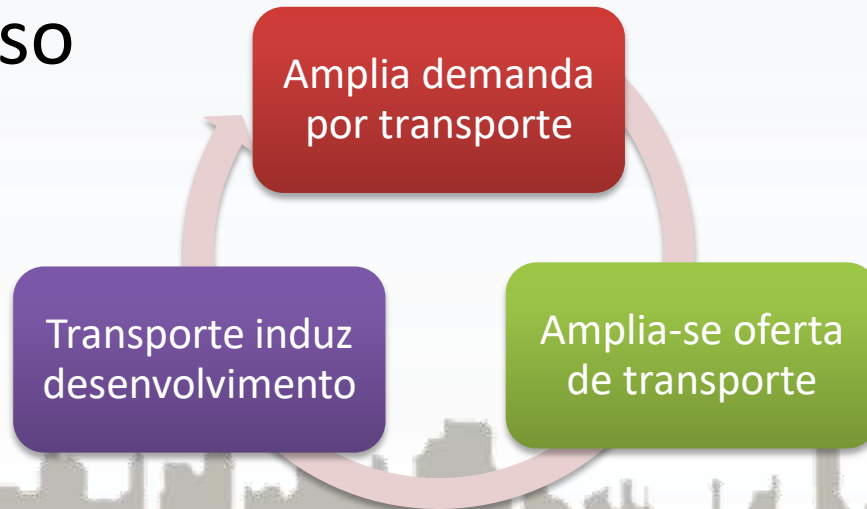 so
Amplia demanda
por transporte
Amplia-se oferta
de transporte
Transporte induz
desenvolvimento